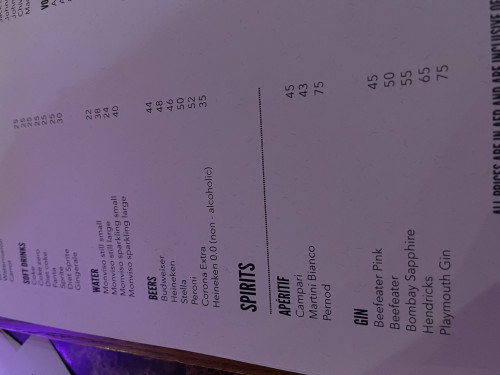 SOFT DRINKS
Coke 25
Coke zero 25
Diet coke 25
Fanta 25
Sprite 25
Diet Sprite 25
Gingerale 30
WATER
Monviso still small 22
Monviso still large 38
Monviso sparkling small 24
Monviso sparkling large 40
BEERS
Budweiser 44
Heineken 48
Stella 46
Peroni 50
Corona Extra 52
Heineken 0.0 (non - alcoholic) 35
SPIRITS
APÉRITIF
Campari 45
Martini Bianco 43
Pernod 75
GIN
Beefeater Pink 45
Beefeater 50
Bombay Sapphire 55
Hendricks 65
Playmouth Gin 75
ALL PRICES ARE IN AED AND ARE INCLUSIVE OF